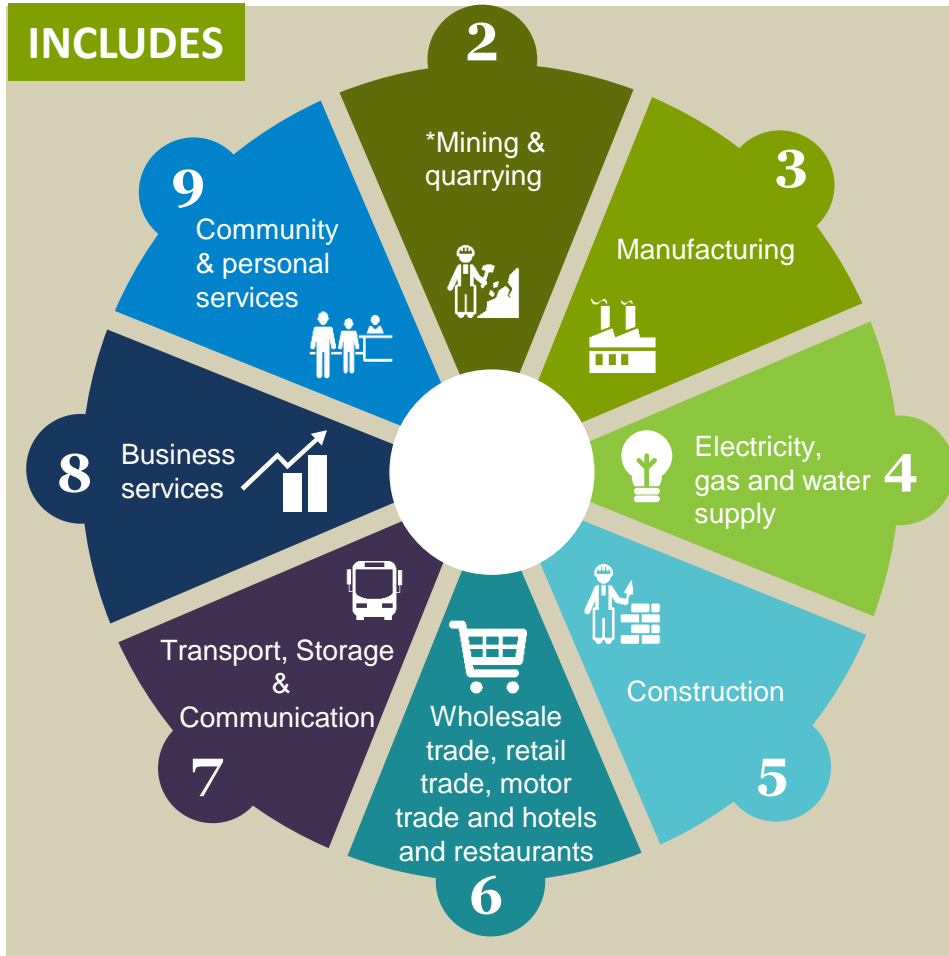 INCLUDES
2
*Mining &
quarrying
3
Manufacturing
4
Electricity,
gas and water
supply
5
Construction
6
Wholesale
trade, retail
trade, motor
trade and hotels
and restaurants
7
Transport, Storage
&
Communication
8
Business
services
9
Community
& personal
services